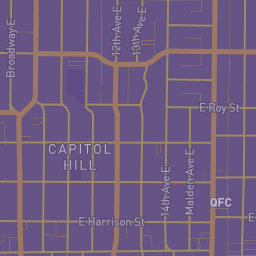 Broadway E
12th Ave E
13th Ave E
E Roy St
CAPITOL
HILL
14th Ave E
Malden Ave E
QFC
E Harrison St
E